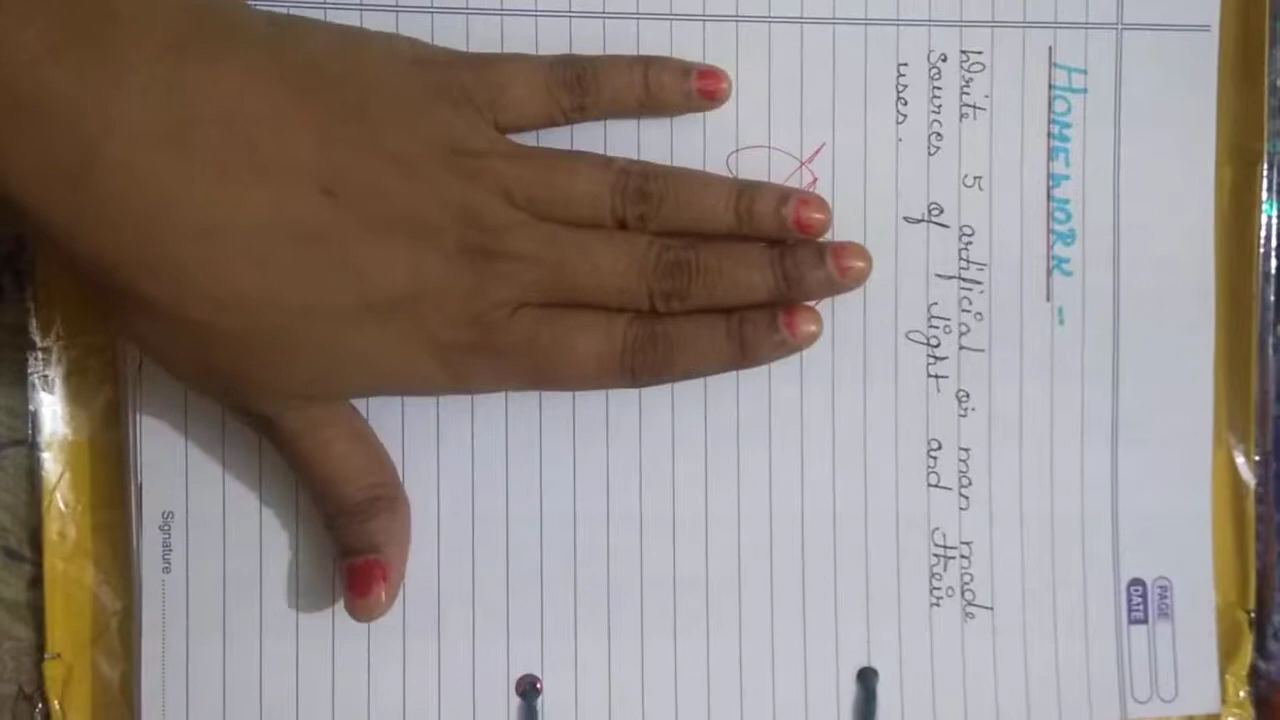 PAGE
DATE
HOMEWORK -
Write 5 artificial or man made
sources of light and their
uses.
Signature ..................